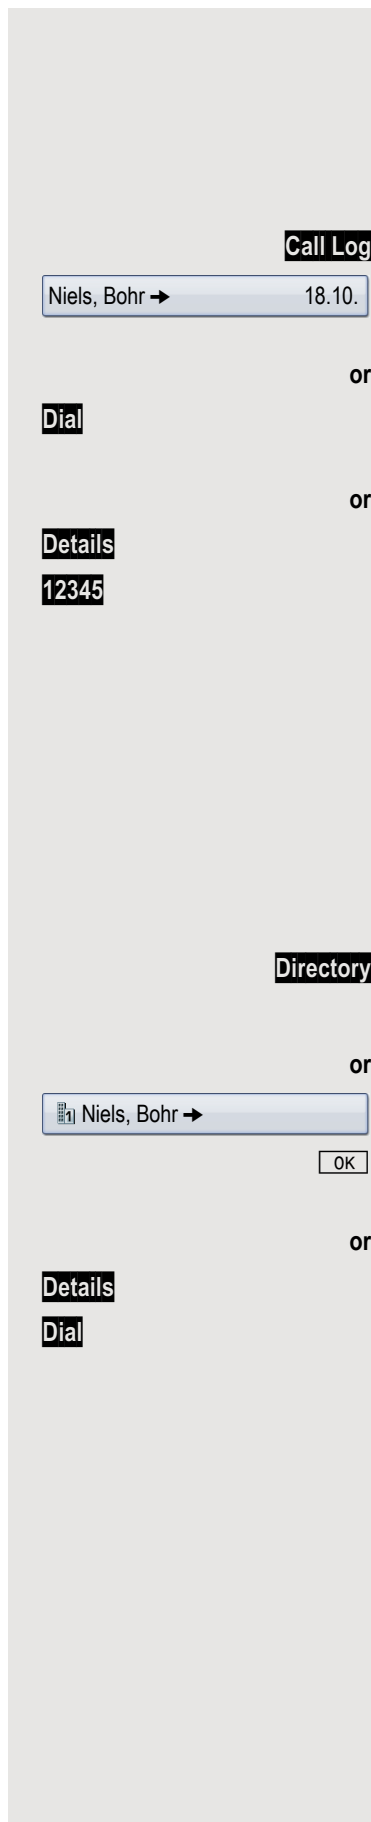 Call Log
Niels, Bohr → 18.10.
or
Dial
or
Details
12345
Directory
or
1 Niels, Bohr →
OK
or
Details
Dial